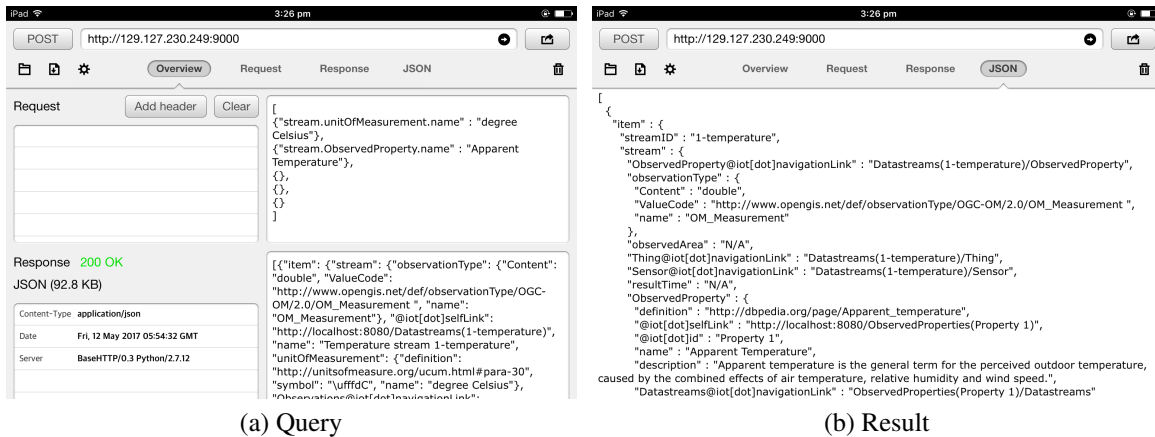 iPad 3:26 pm
POST http://129.127.230.249:9000
Overview Request Response JSON
Request Add header Clear
[
{"stream.unitOfMeasurement.name" : "degree
Celsius"},
{"stream.ObservedProperty.name" : "Apparent
Temperature"},
{},
{},
{}
]
Response 200 OK
JSON (92.8 KB)
Content-Type application/json
Date Fri, 12 May 2017 05:54:32 GMT
Server BaseHTTP/0.3 Python/2.7.12
[{"item": {"stream": {"observationType": {"Content":
"double", "ValueCode":
"http://www.opengis.net/def/observationType/OGC-
OM/2.0/OM_Measurement ", "name":
"OM_Measurement"}, "@iot[dot]selfLink":
"http://localhost:8080/Datastreams(1-temperature)",
"name": "Temperature stream 1-temperature",
"unitOfMeasurement": {"definition":
"http://unitsofmeasure.org/ucum.html#para-30",
"symbol": "\ufffdC", "name": "degree Celsius"},
"Observations@iot[dot]navigationLink":
(a) Query
iPad 3:26 pm
POST http://129.127.230.249:9000
Overview Request Response JSON
[
{
"item" : {
"streamID" : "1-temperature",
"stream" : {
"ObservedProperty@iot[dot]navigationLink" : "Datastreams(1-temperature)/ObservedProperty",
"observationType" : {
"Content" : "double",
"ValueCode" : "http://www.opengis.net/def/observationType/OGC-OM/2.0/OM_Measurement ",
"name" : "OM_Measurement"
},
"observedArea" : "N/A",
"Thing@iot[dot]navigationLink" : "Datastreams(1-temperature)/Thing",
"Sensor@iot[dot]navigationLink" : "Datastreams(1-temperature)/Sensor",
"resultTime" : "N/A",
"ObservedProperty" : {
"definition" : "http://dbpedia.org/page/Apparent_temperature",
"@iot[dot]selfLink" : "http://localhost:8080/ObservedProperties(Property 1)",
"@iot[dot]id" : "Property 1",
"name" : "Apparent Temperature",
"description" : "Apparent temperature is the general term for the perceived outdoor temperature,
caused by the combined effects of air temperature, relative humidity and wind speed.",
"Datastreams@iot[dot]navigationLink" : "ObservedProperties(Property 1)/Datastreams"
(b) Result